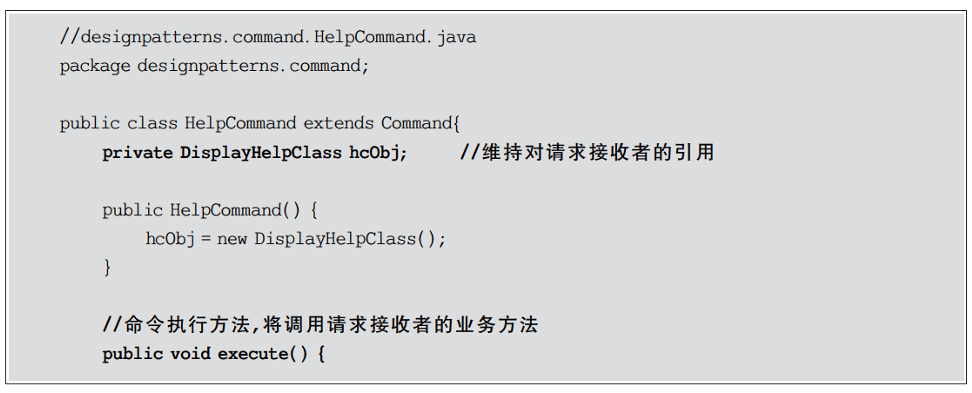 //designpatterns.command.HelpCommand.java
package designpatterns.command;
public class HelpCommand extends Command{
private DisplayHelpClass hcObj; //维持对请求接收者的引用
public HelpCommand() {
hcObj = new DisplayHelpClass();
}
//命令执行方法,将调用请求接收者的业务方法
public void execute() {